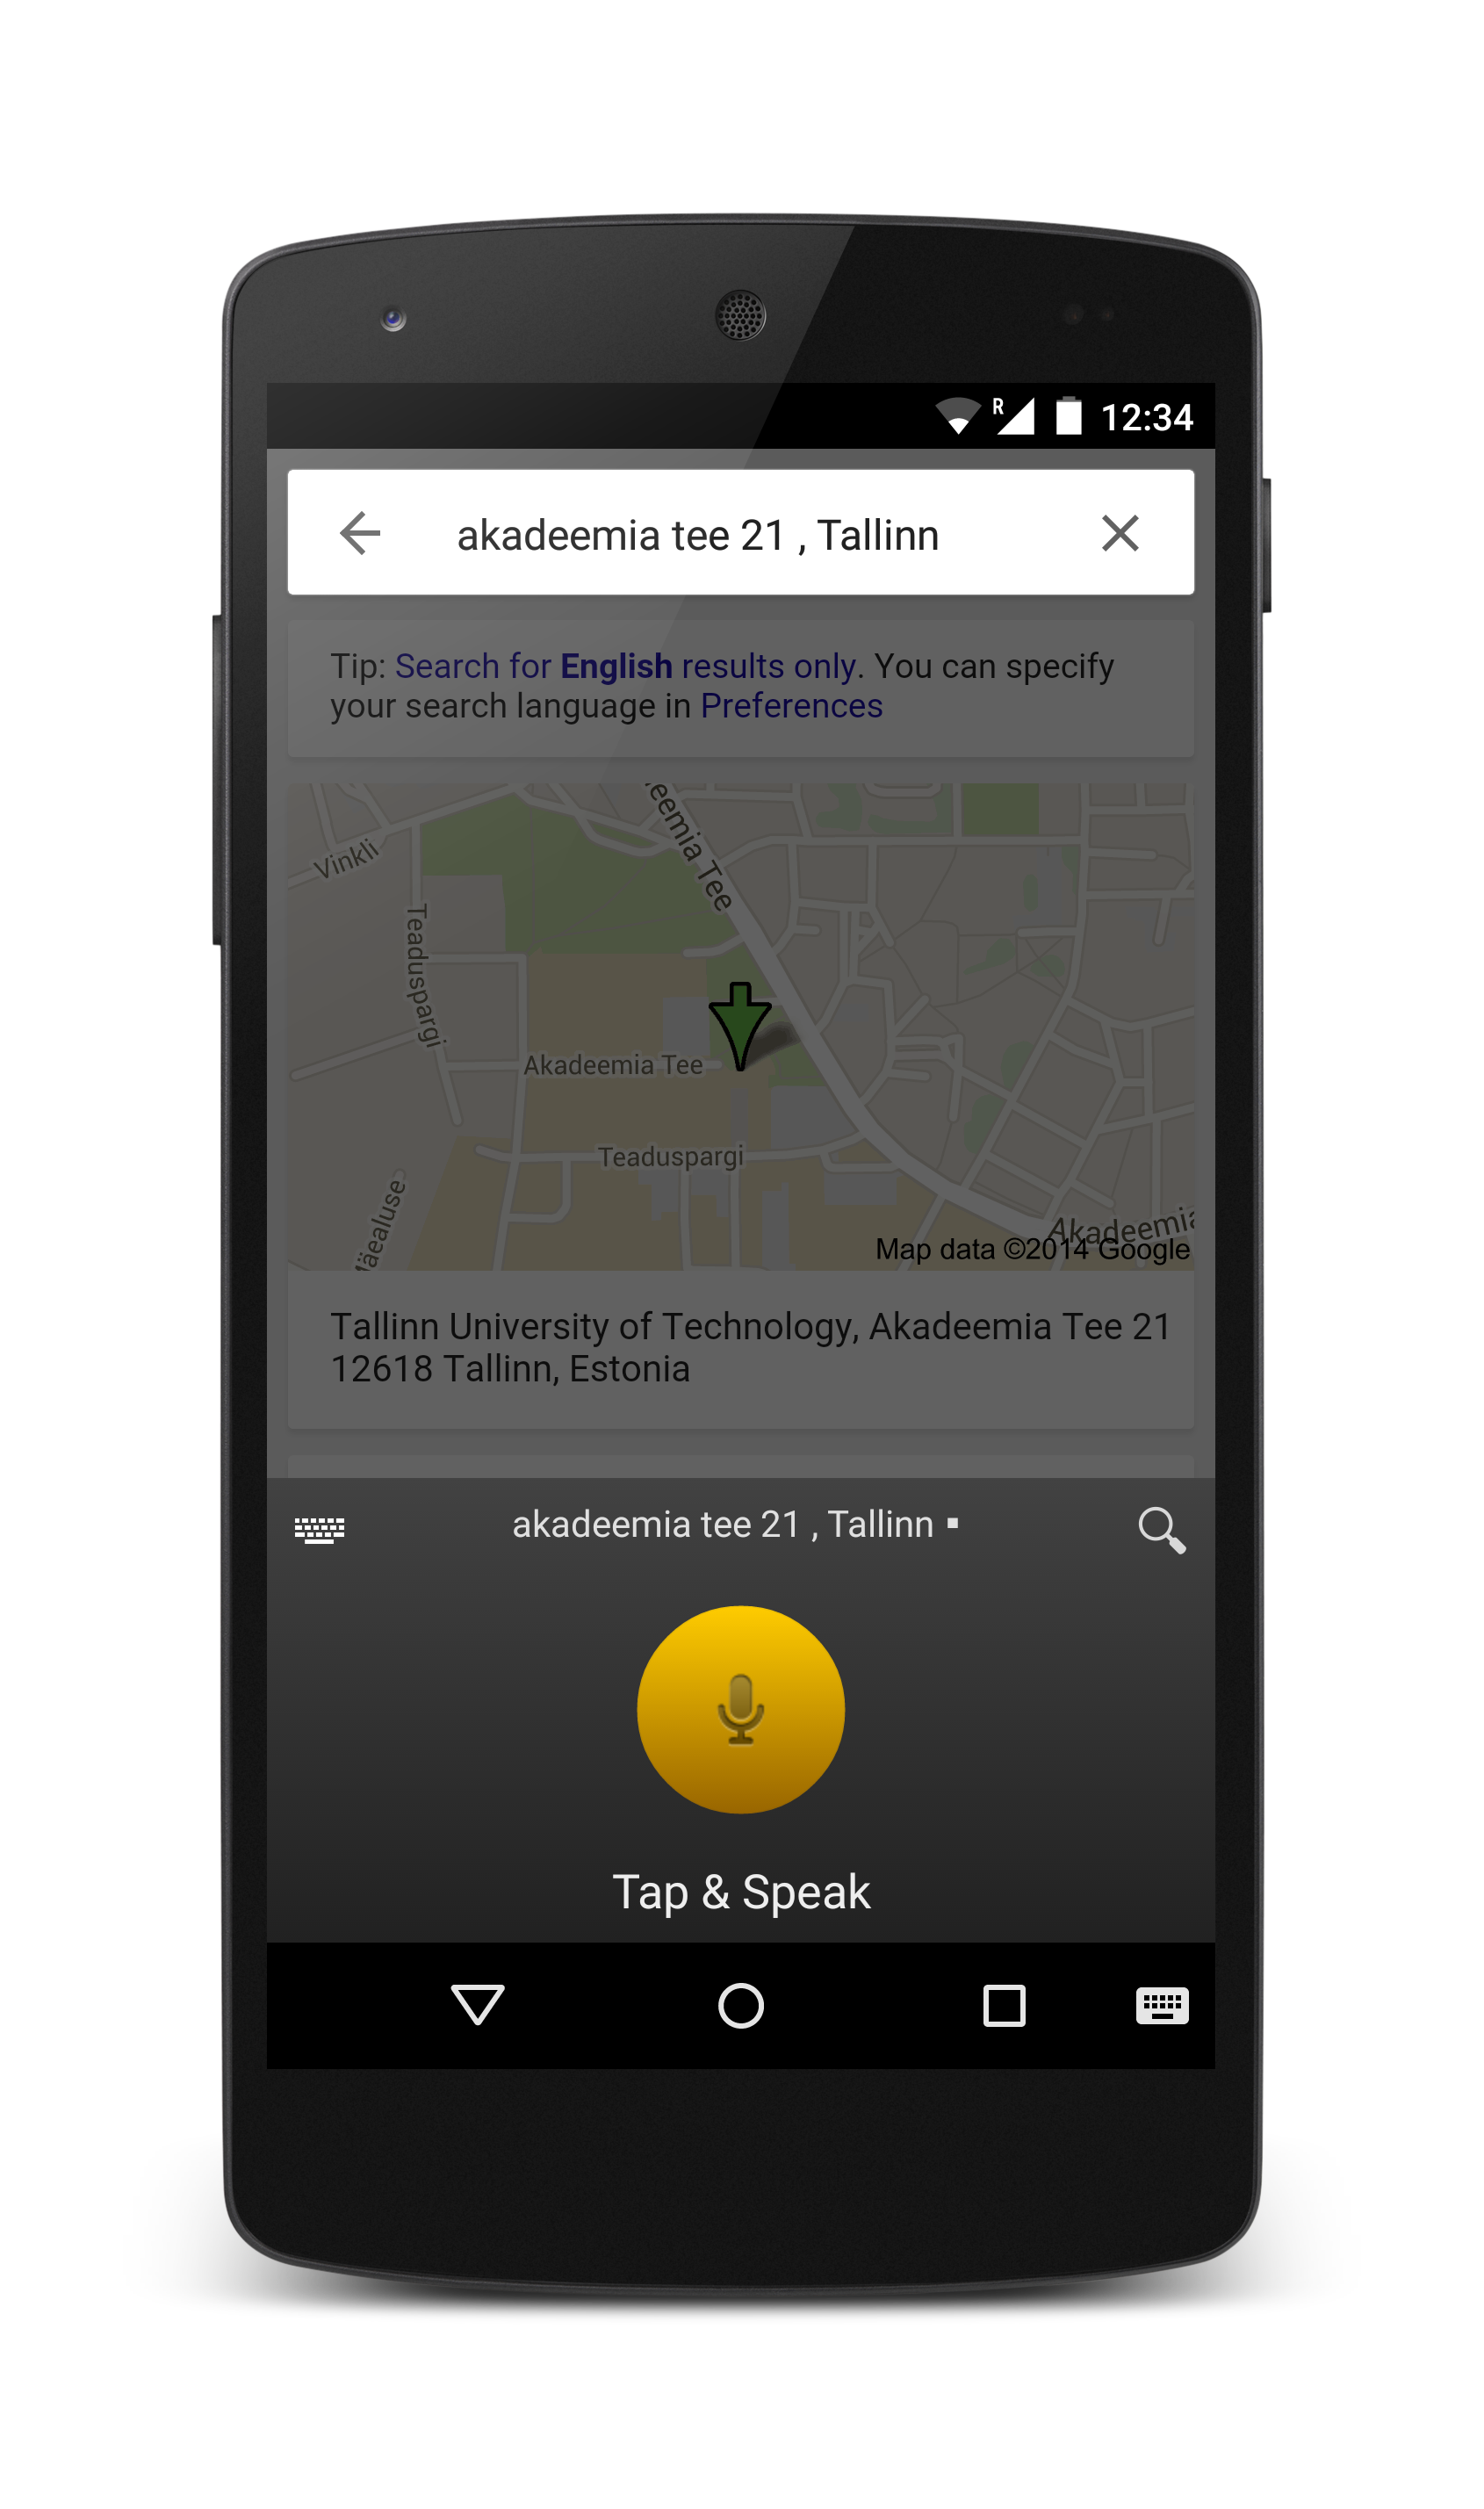 R 12:34
akadeemia tee 21 , Tallinn
Tip: Search for English results only. You can specify
your search language in Preferences
eemia Tee
Vinkli
Teaduspargi
Akadeemia Tee
Teaduspargi
Mäealuse
Akadeemia
Map data ©2014 Google
Tallinn University of Technology, Akadeemia Tee 21
12618 Tallinn, Estonia
akadeemia tee 21 , Tallinn ▪
Tap & Speak